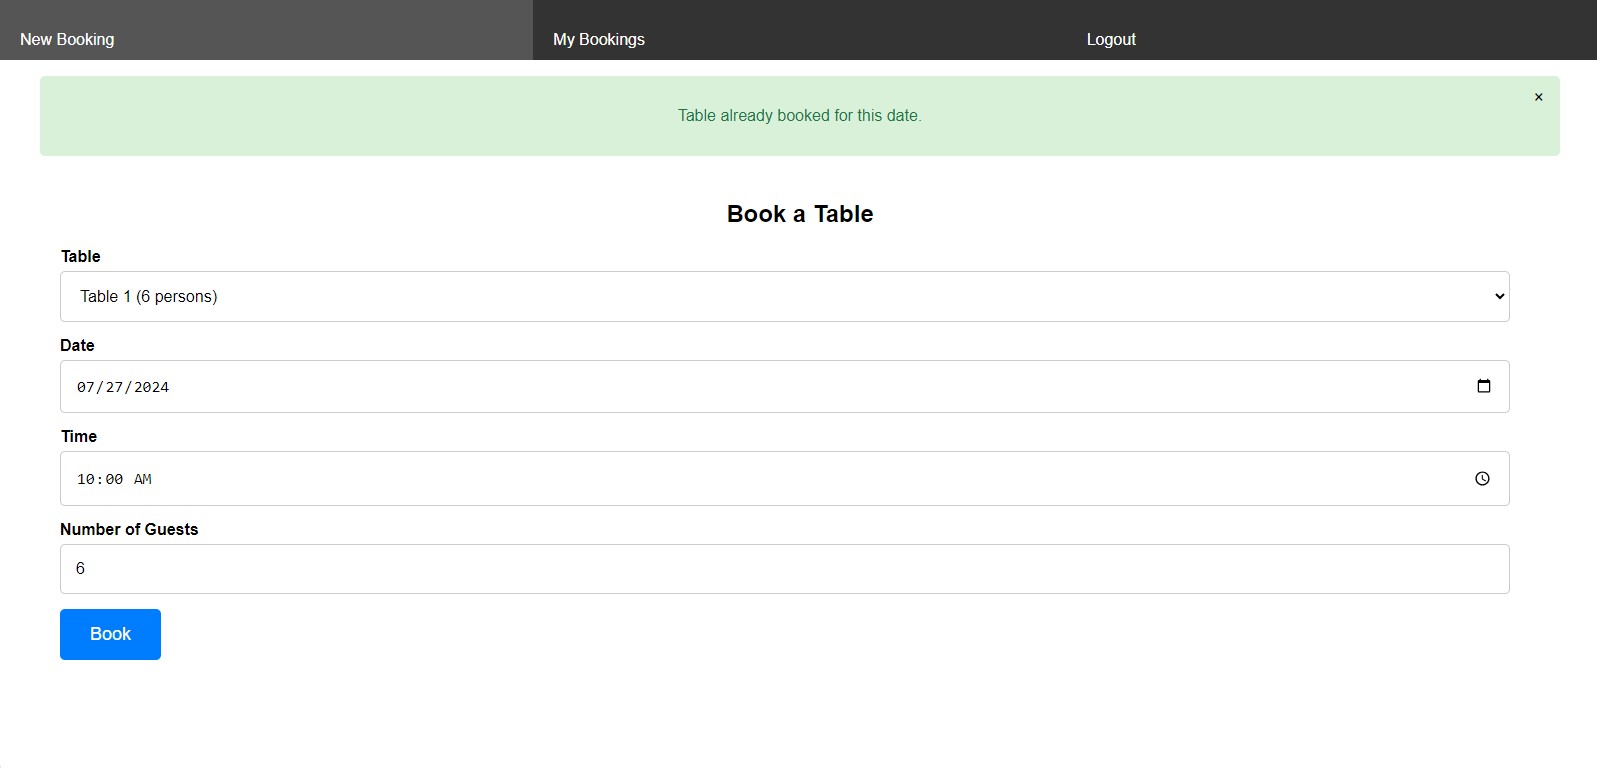 New Booking
My Bookings
Logout
Table already booked for this date.
×
Book a Table
Table
Table 1 (6 persons)
Date
07/27/2024
Time
10:00 AM
Number of Guests
6
Book